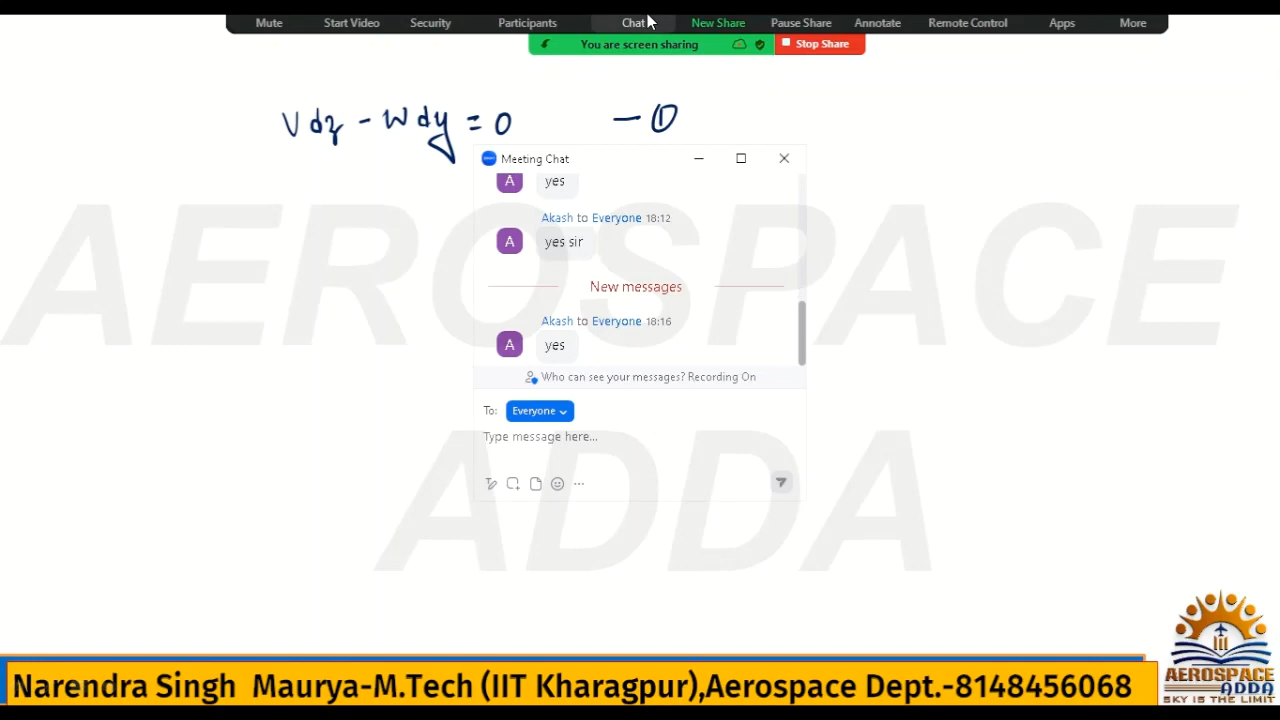 Mute Start Video Security Participants Chat New Share Pause Share Annotate Remote Control Apps More
You are screen sharing Stop Share
V dz - W dy = 0 - ①
Meeting Chat
A yes
Akash to Everyone 18:12
A yes sir
New messages
Akash to Everyone 18:16
A yes
Who can see your messages? Recording On
To: Everyone
Type message here...
AEROSPACE
ADDA
Narendra Singh Maurya-M.Tech (IIT Kharagpur),Aerospace Dept.-8148456068
AEROSPACE
ADDA
SKY IS THE LIMIT